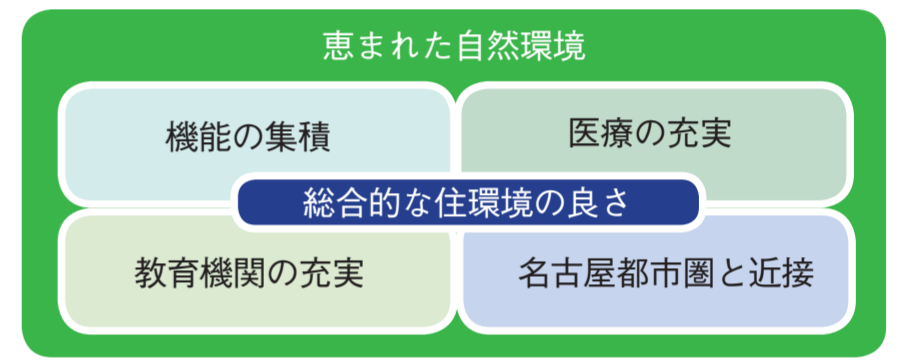 恵まれた自然環境
機能の集積
医療の充実
総合的な住環境の良さ
教育機関の充実
名古屋都市圏と近接